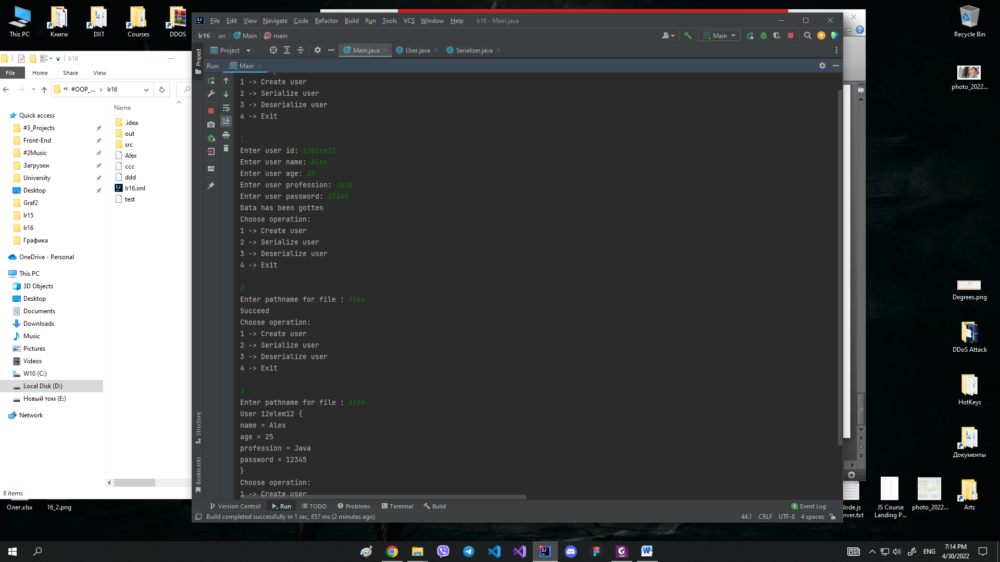 This PC
Книги
DIIT
Courses
DDOS
Recycle Bin
photo_2022...
Degrees.png
DDoS Attack
HotKeys
Документы
Arts
photo_2022...
JS Course
Landing P...
Олег.xlsx
16_2.png
lr16
File
Home
Share
View
« #OOP_... › lr16
Name
Quick access
#3_Projects
Front-End
#2Music
Загрузки
University
Desktop
Graf2
lr15
lr16
Графика
OneDrive - Personal
This PC
3D Objects
Desktop
Documents
Downloads
Music
Pictures
Videos
W10 (C:)
Local Disk (D:)
Новый том (E:)
Network
.idea
out
src
Alex
ccc
ddd
lr16.iml
test
8 items
File Edit View Navigate Code Refactor Build Run Tools VCS Window Help lr16 - Main.java
lr16 src Main main
Main
Project
Project
Main.java User.java Serializer.java
Run: Main
1 -> Create user
2 -> Serialize user
3 -> Deserialize user
4 -> Exit
1
Enter user id: 12elem12
Enter user name: Alex
Enter user age: 25
Enter user profession: Java
Enter user password: 12345
Data has been gotten
Choose operation:
1 -> Create user
2 -> Serialize user
3 -> Deserialize user
4 -> Exit
2
Enter pathname for file : Alex
Succeed
Choose operation:
1 -> Create user
2 -> Serialize user
3 -> Deserialize user
4 -> Exit
3
Enter pathname for file : Alex
User 12elem12 {
name = Alex
age = 25
profession = Java
password = 12345
}
Choose operation:
1 -> Create user
Structure
Bookmarks
Version Control Run TODO Problems Terminal Build
1 Event Log
Build completed successfully in 1 sec, 857 ms (2 minutes ago)
44:1 CRLF UTF-8 4 spaces
ENG
7:14 PM
4/30/2022